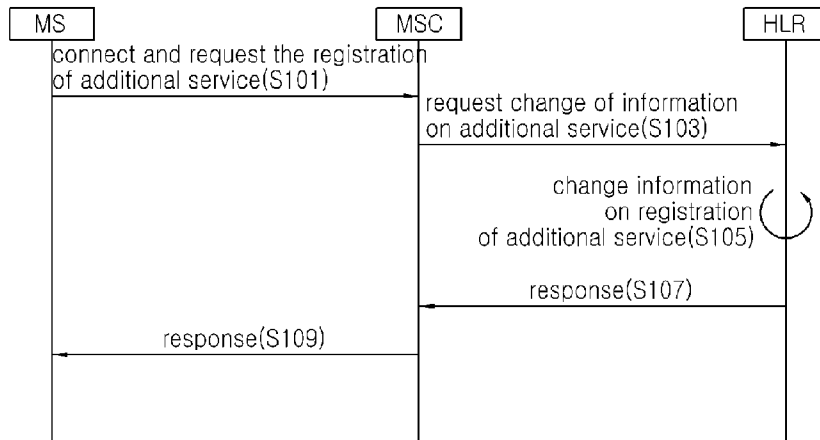 MS
MSC
HLR
connect and request the registration
of additional service(S101)
request change of information
on additional service(S103)
change information
on registration
of additional service(S105)
response(S107)
response(S109)